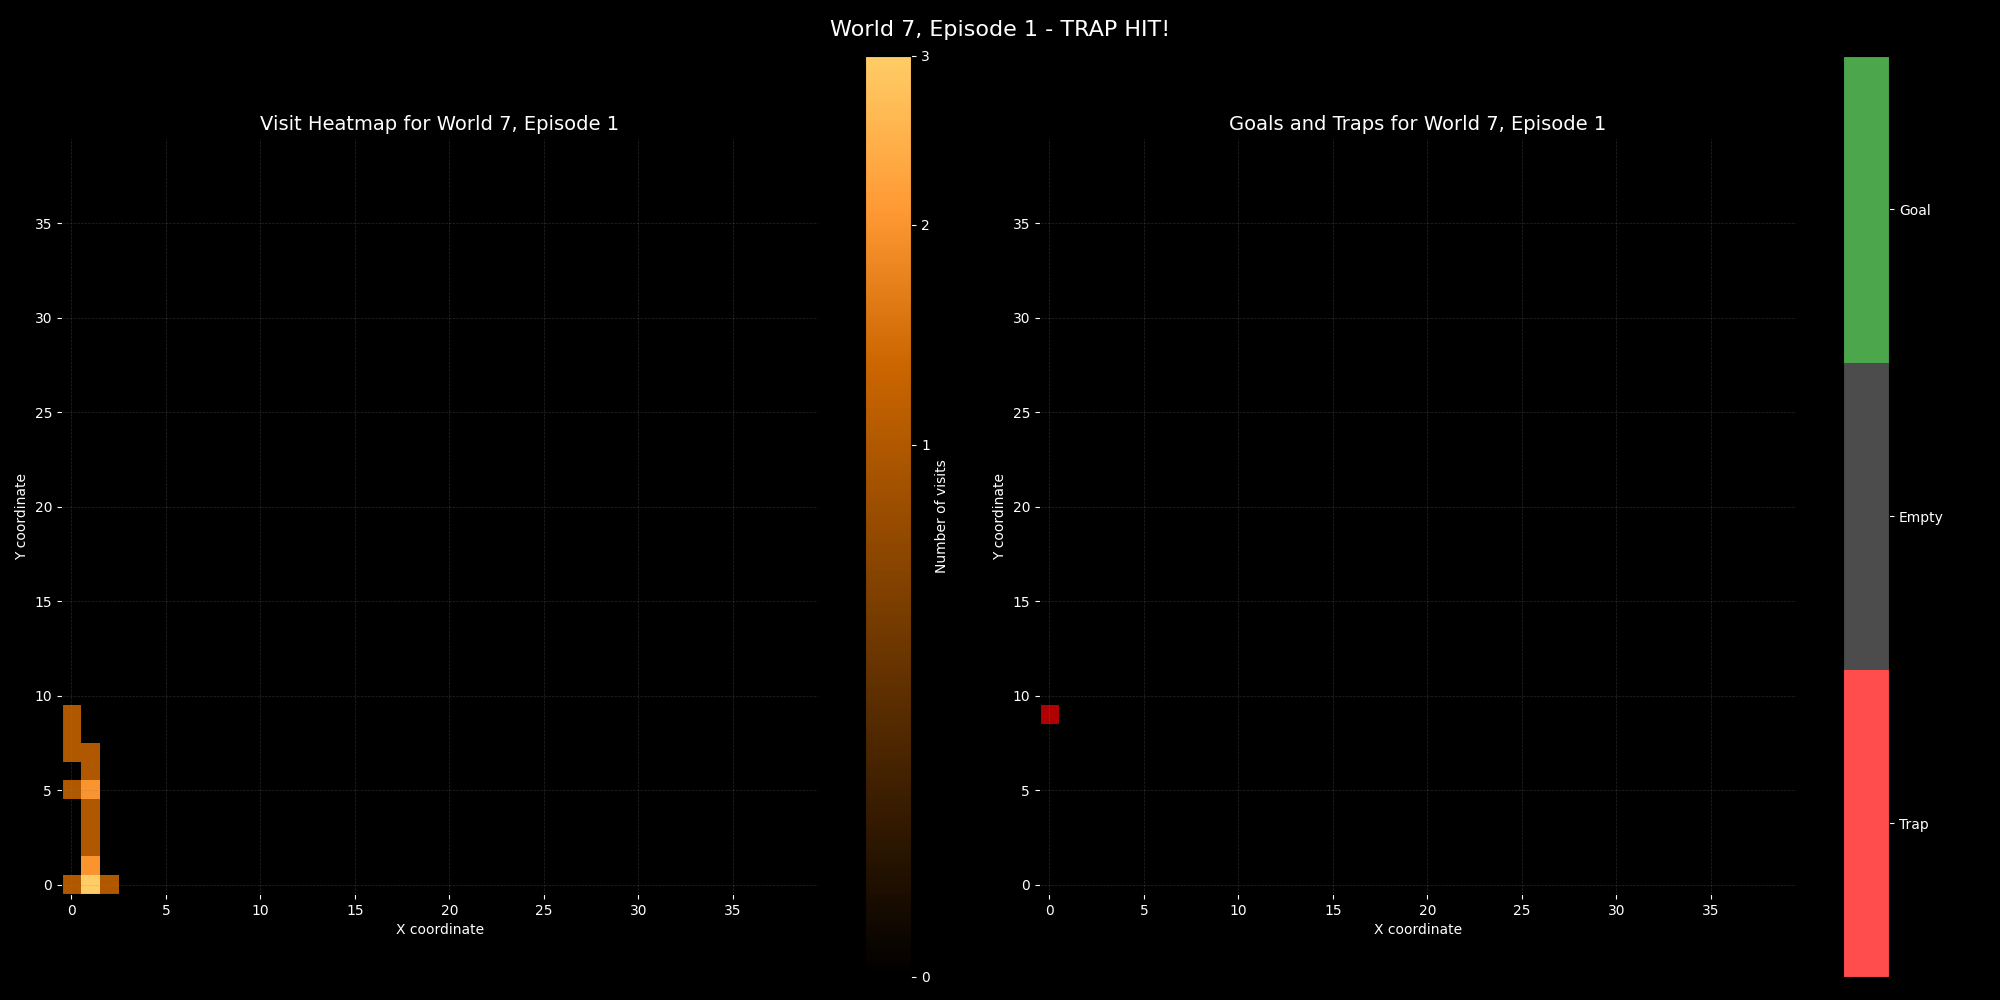 World 7, Episode 1 - TRAP HIT!
Visit Heatmap for World 7, Episode 1
35
30
25
20
15
10
5
0
Y coordinate
0 5 10 15 20 25 30 35
X coordinate
3
2
1
0
Number of visits
Goals and Traps for World 7, Episode 1
35
30
25
20
15
10
5
0
Y coordinate
0 5 10 15 20 25 30 35
X coordinate
Goal
Empty
Trap